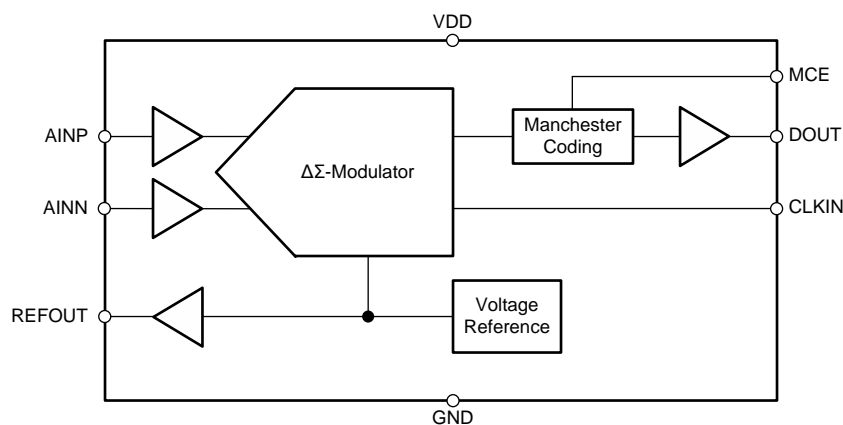 VDD
MCE
AINP
Manchester
Coding
DOUT
ΔΣ-Modulator
AINN
CLKIN
REFOUT
Voltage
Reference
GND